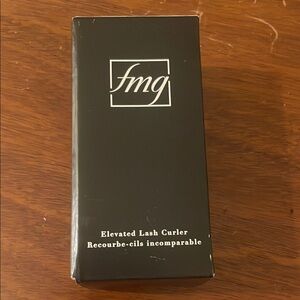 fmg
Elevated Lash Curler
Recourbe-cils incomparable